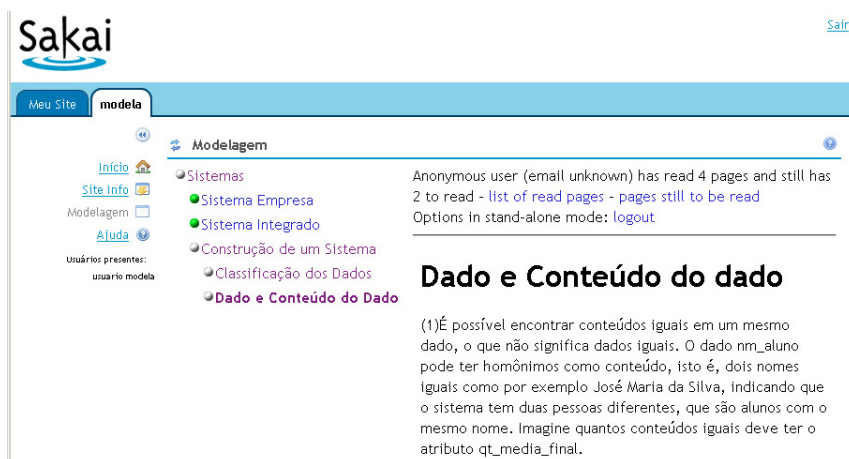 Sakai
Sair
Meu Site
modela
Início
Site Info
Modelagem
Ajuda
Usuários presentes:
usuario modela
Modelagem
Sistemas
Sistema Empresa
Sistema Integrado
Construção de um Sistema
Classificação dos Dados
Dado e Conteúdo do Dado
Anonymous user (email unknown) has read 4 pages and still has
2 to read - list of read pages - pages still to be read
Options in stand-alone mode: logout
Dado e Conteúdo do dado
(1)É possível encontrar conteúdos iguais em um mesmo
dado, o que não significa dados iguais. O dado nm_aluno
pode ter homônimos como conteúdo, isto é, dois nomes
iguais como por exemplo José Maria da Silva, indicando que
o sistema tem duas pessoas diferentes, que são alunos com o
mesmo nome. Imagine quantos conteúdos iguais deve ter o
atributo qt_media_final.